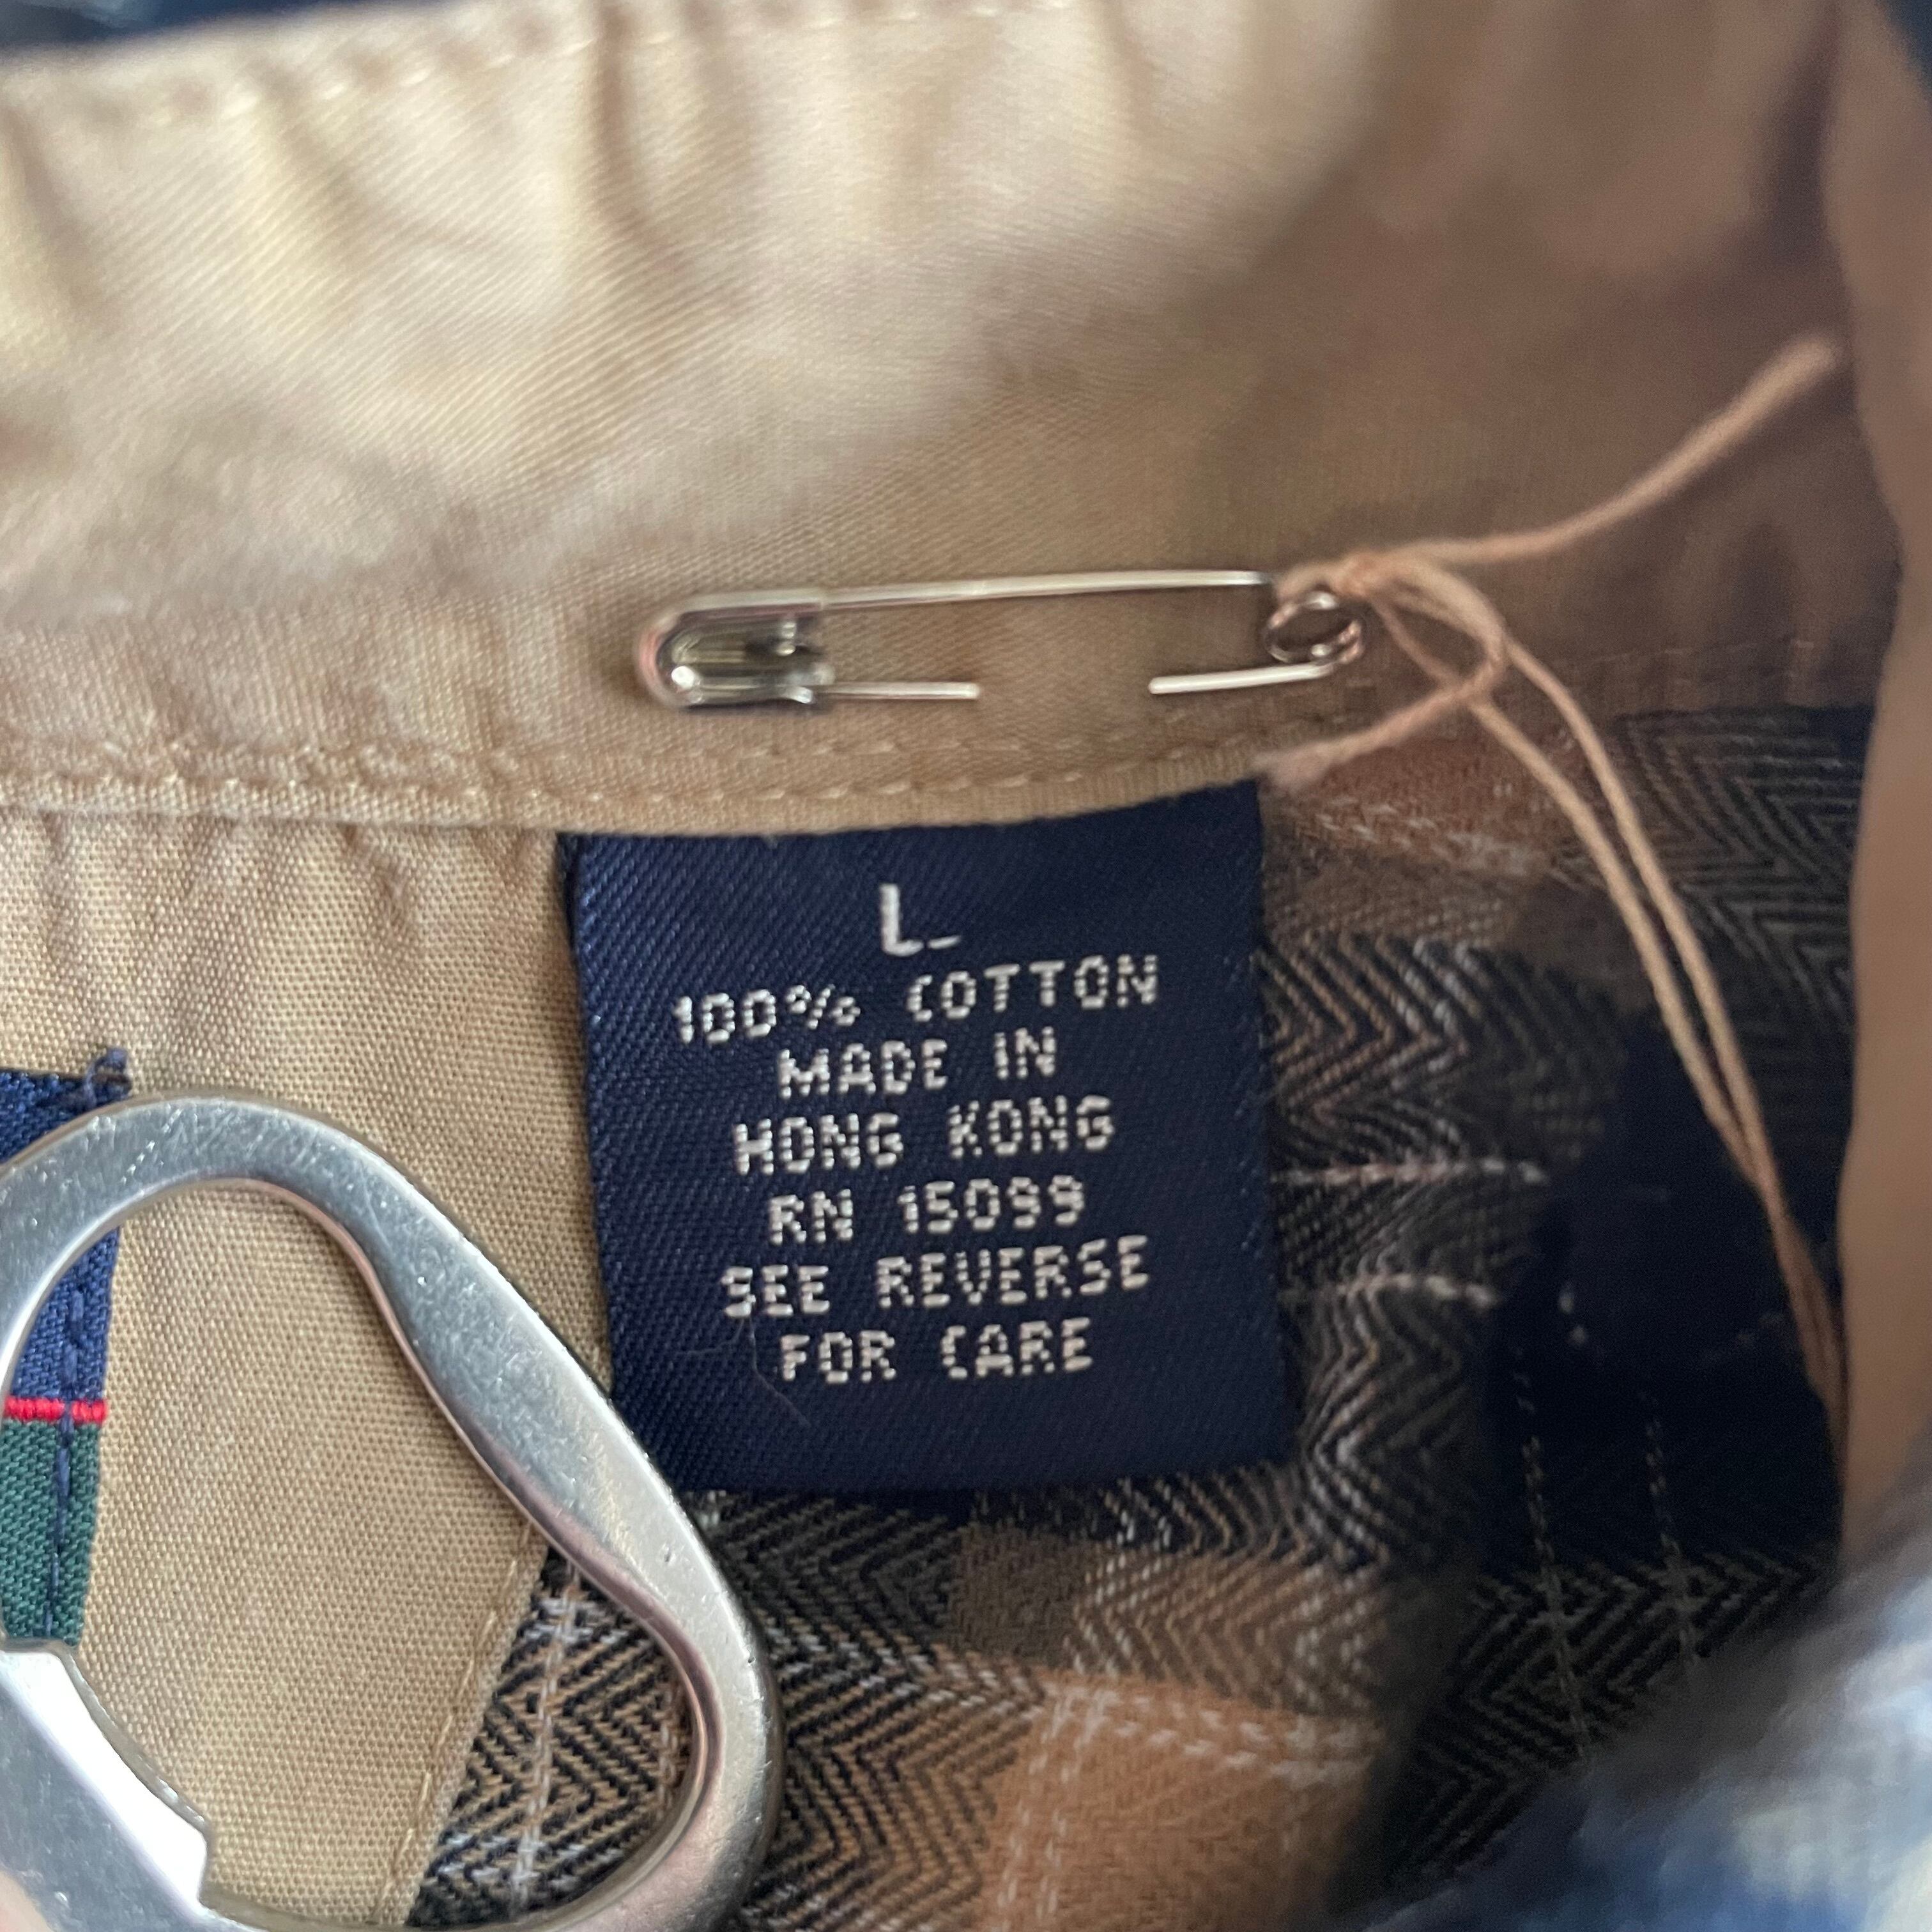 L
100% COTTON
MADE IN
HONG KONG
RN 15099
SEE REVERSE
FOR CARE